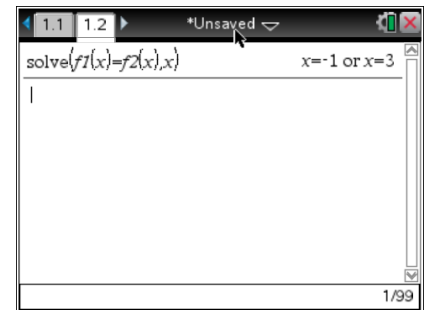 1.1 1.2 *Unsaved
solve(f1(x)=f2(x),x) x=-1 or x=3
1/99